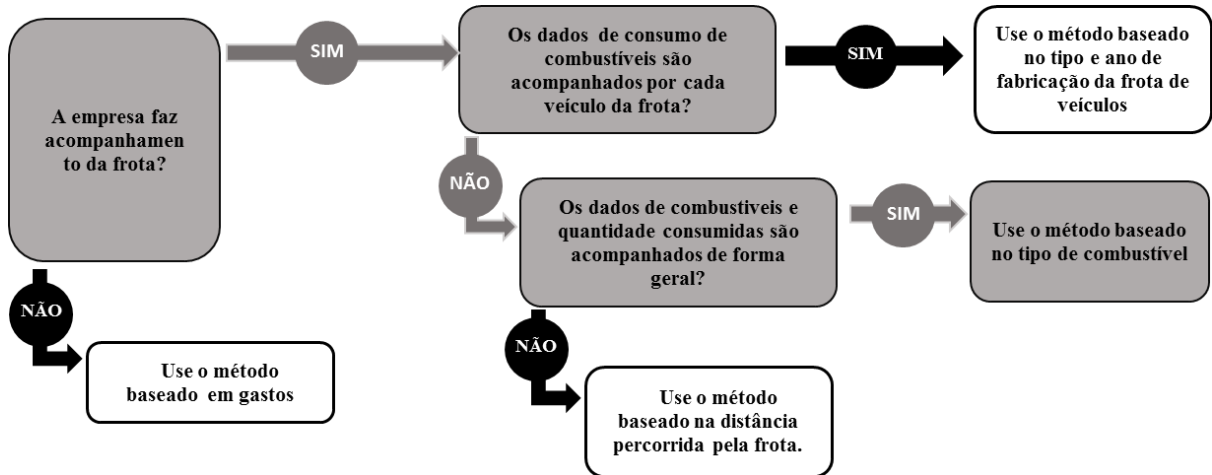 A empresa faz
acompanhamen
to da frota?
SIM
Os dados de consumo de
combustíveis são
acompanhados por cada
veículo da frota?
SIM
Use o método baseado
no tipo e ano de
fabricação da frota de
veículos
NÃO
Os dados de combustiveis e
quantidade consumidas são
acompanhados de forma
geral?
SIM
Use o método baseado
no tipo de combustível
NÃO
Use o método
baseado em gastos
NÃO
Use o método
baseado na distância
percorrida pela frota.